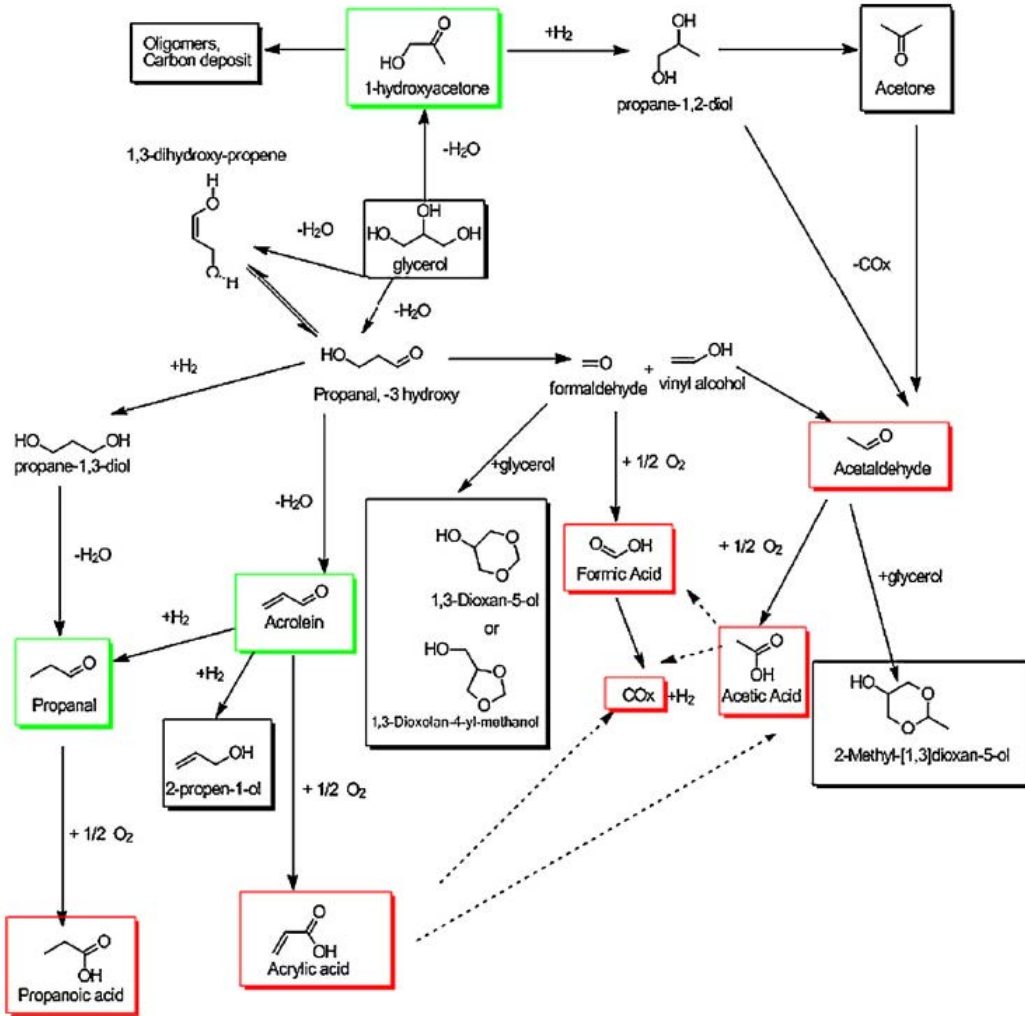 Oligomers,
Carbon deposit
O
HO
1-hydroxyacetone
+H₂
OH
OH
propane-1,2-diol
O
Acetone
-H₂O
1,3-dihydroxy-propene
H
O
O
H
-H₂O
OH
HO
OH
glycerol
-H₂O
-COx
HO
O
Propanal, -3 hydroxy
+H₂
O
formaldehyde
+
OH
vinyl alcohol
HO
OH
propane-1,3-diol
O
Acetaldehyde
+glycerol
+ 1/2 O₂
-H₂O
-H₂O
HO
O
O
1,3-Dioxan-5-ol
or
HO
O
O
1,3-Dioxolan-4-yl-methanol
O
OH
Formic Acid
+ 1/2 O₂
+glycerol
O
Acrolein
+H₂
O
Propanal
+H₂
OH
2-propen-1-ol
+ 1/2 O₂
COx
+H₂
O
OH
Acetic Acid
HO
O
O
2-Methyl-[1,3]dioxan-5-ol
+ 1/2 O₂
O
OH
Propanoic acid
O
OH
Acrylic acid